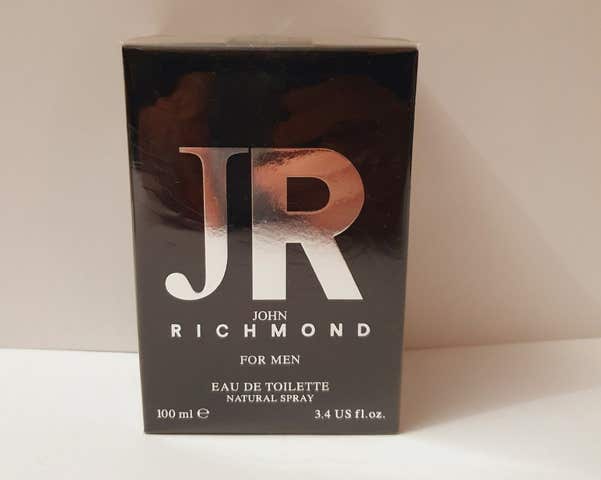 JR
JOHN
RICHMOND
FOR MEN
EAU DE TOILETTE
NATURAL SPRAY
100 ml ℮ 3.4 US fl.oz.